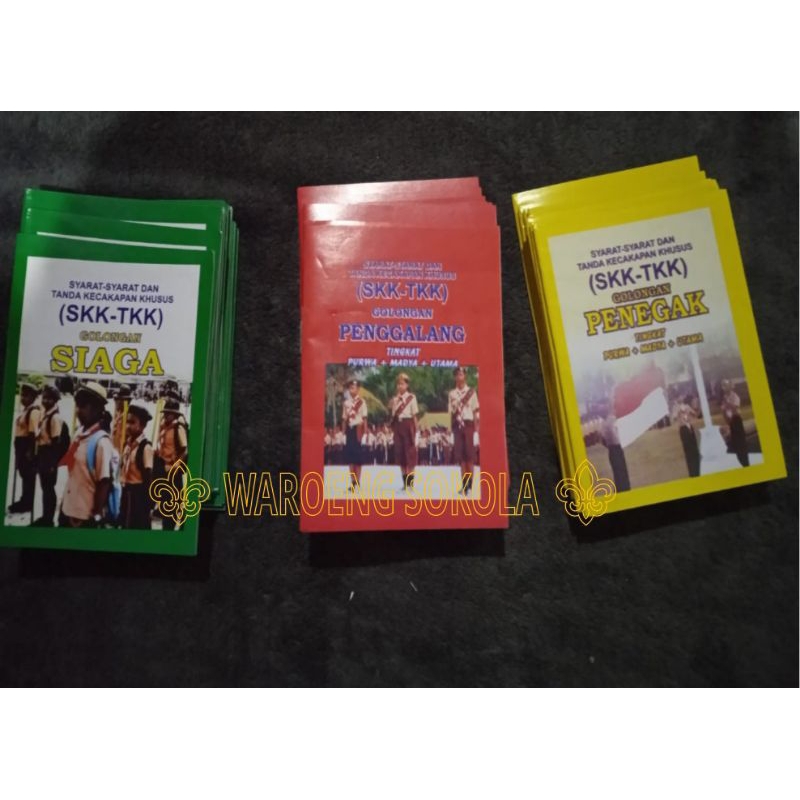 SYARAT-SYARAT DAN
TANDA KECAKAPAN KHUSUS
(SKK-TKK)
GOLONGAN
SIAGA
SYARAT-SYARAT DAN
TANDA KECAKAPAN KHUSUS
(SKK-TKK)
GOLONGAN
PENGGALANG
TINGKAT
PURWA + MADYA + UTAMA
SYARAT-SYARAT DAN
TANDA KECAKAPAN KHUSUS
(SKK-TKK)
GOLONGAN
PENEGAK
TINGKAT
PURWA + MADYA + UTAMA
WAROENG SOKOLA